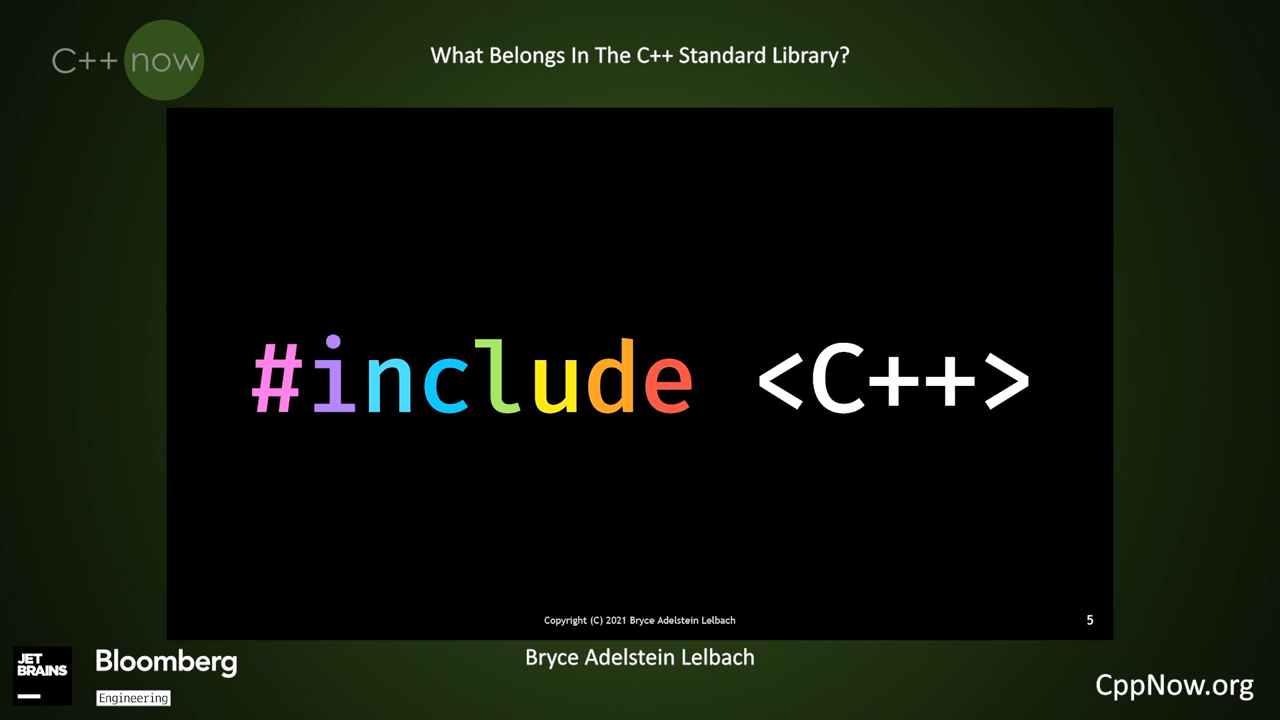 C++ now
What Belongs In The C++ Standard Library?
#include <C++>
Copyright (C) 2021 Bryce Adelstein Lelbach
5
JET
BRAINS
Bloomberg
Engineering
Bryce Adelstein Lelbach
CppNow.org